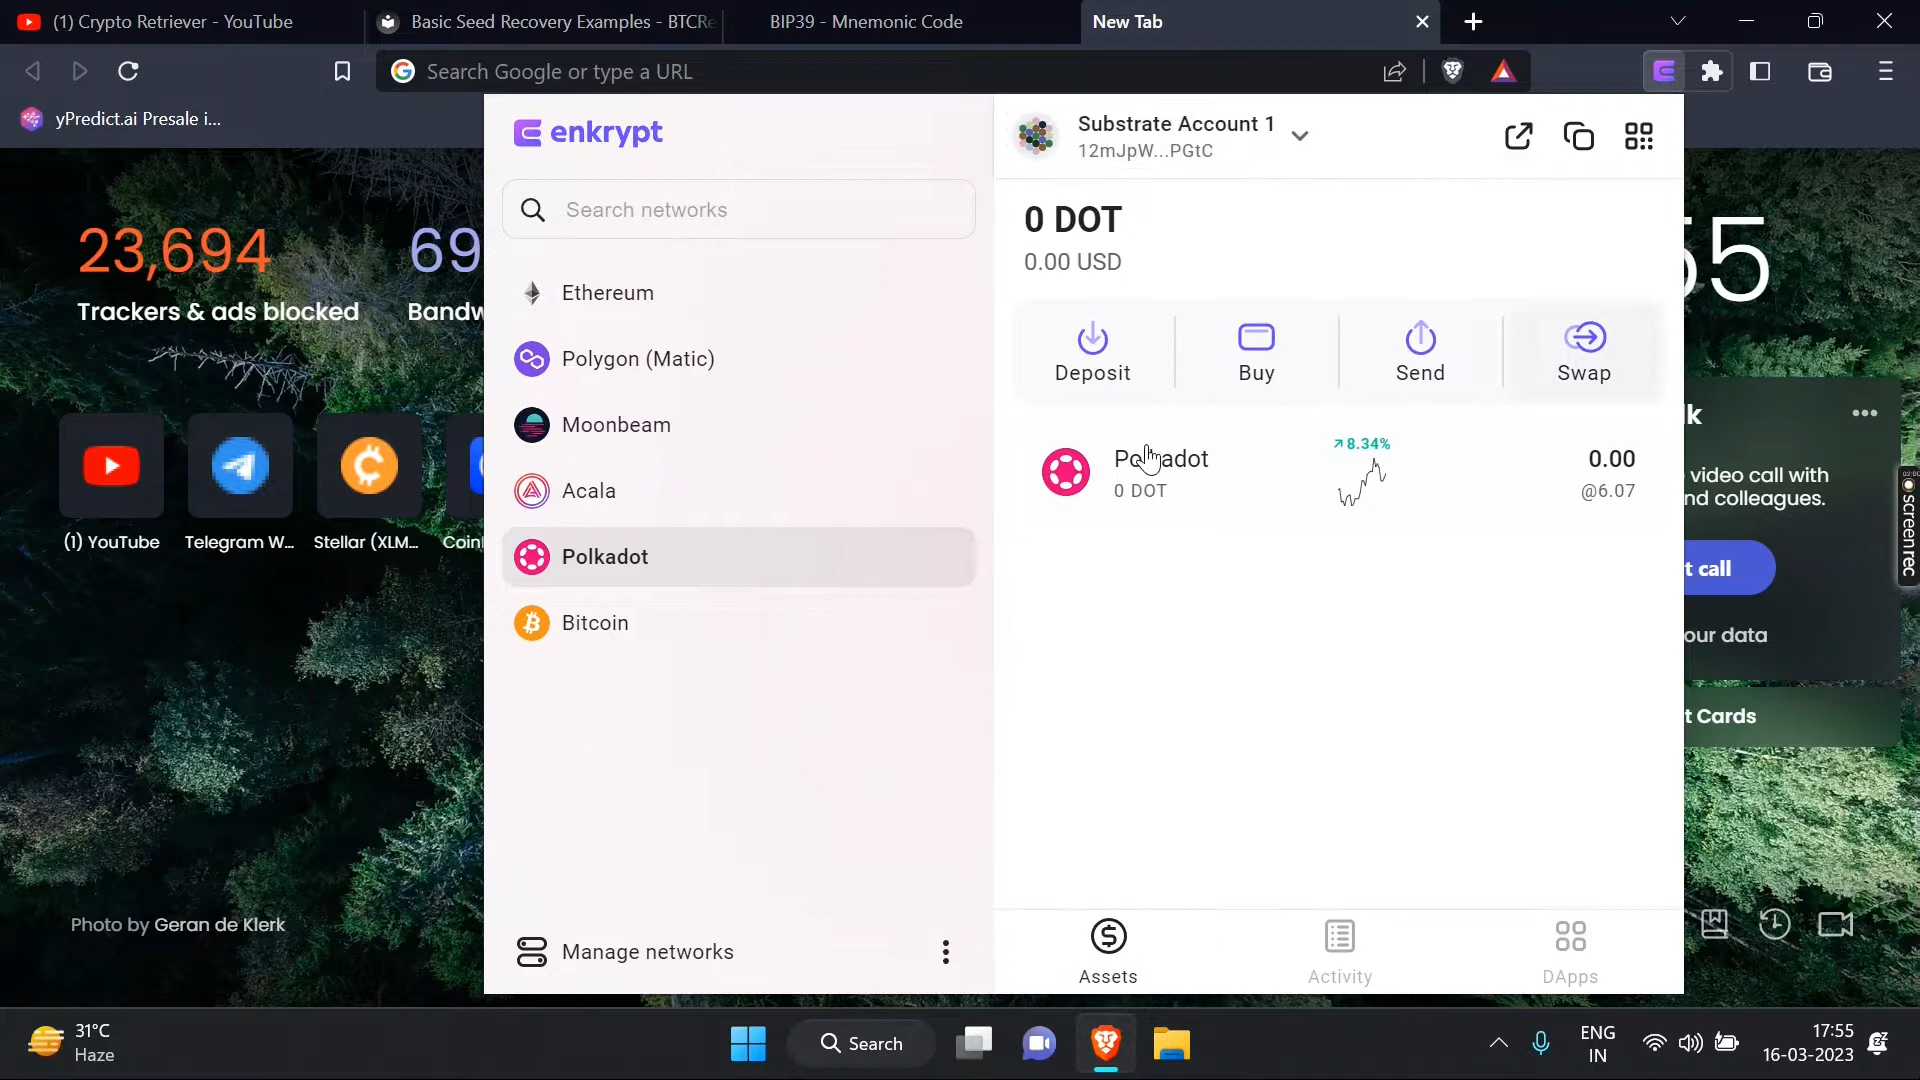 (1) Crypto Retriever - YouTube
Basic Seed Recovery Examples - BTCRe
BIP39 - Mnemonic Code
New Tab
Search Google or type a URL
yPredict.ai Presale i...
23,694
Trackers & ads blocked
69
Bandw
55
(1) YouTube
Telegram W...
Stellar (XLM...
Coin
Photo by Geran de Klerk
enkrypt
Search networks
Ethereum
Polygon (Matic)
Moonbeam
Acala
Polkadot
Bitcoin
Manage networks
Substrate Account 1
12mJpW...PGtC
0 DOT
0.00 USD
Deposit
Buy
Send
Swap
Polkadot
0 DOT
8.34%
0.00
@6.07
Assets
Activity
DApps
lk
video call with
nd colleagues.
t call
our data
t Cards
02:00
screenrec
31°C
Haze
Search
ENG
IN
17:55
16-03-2023